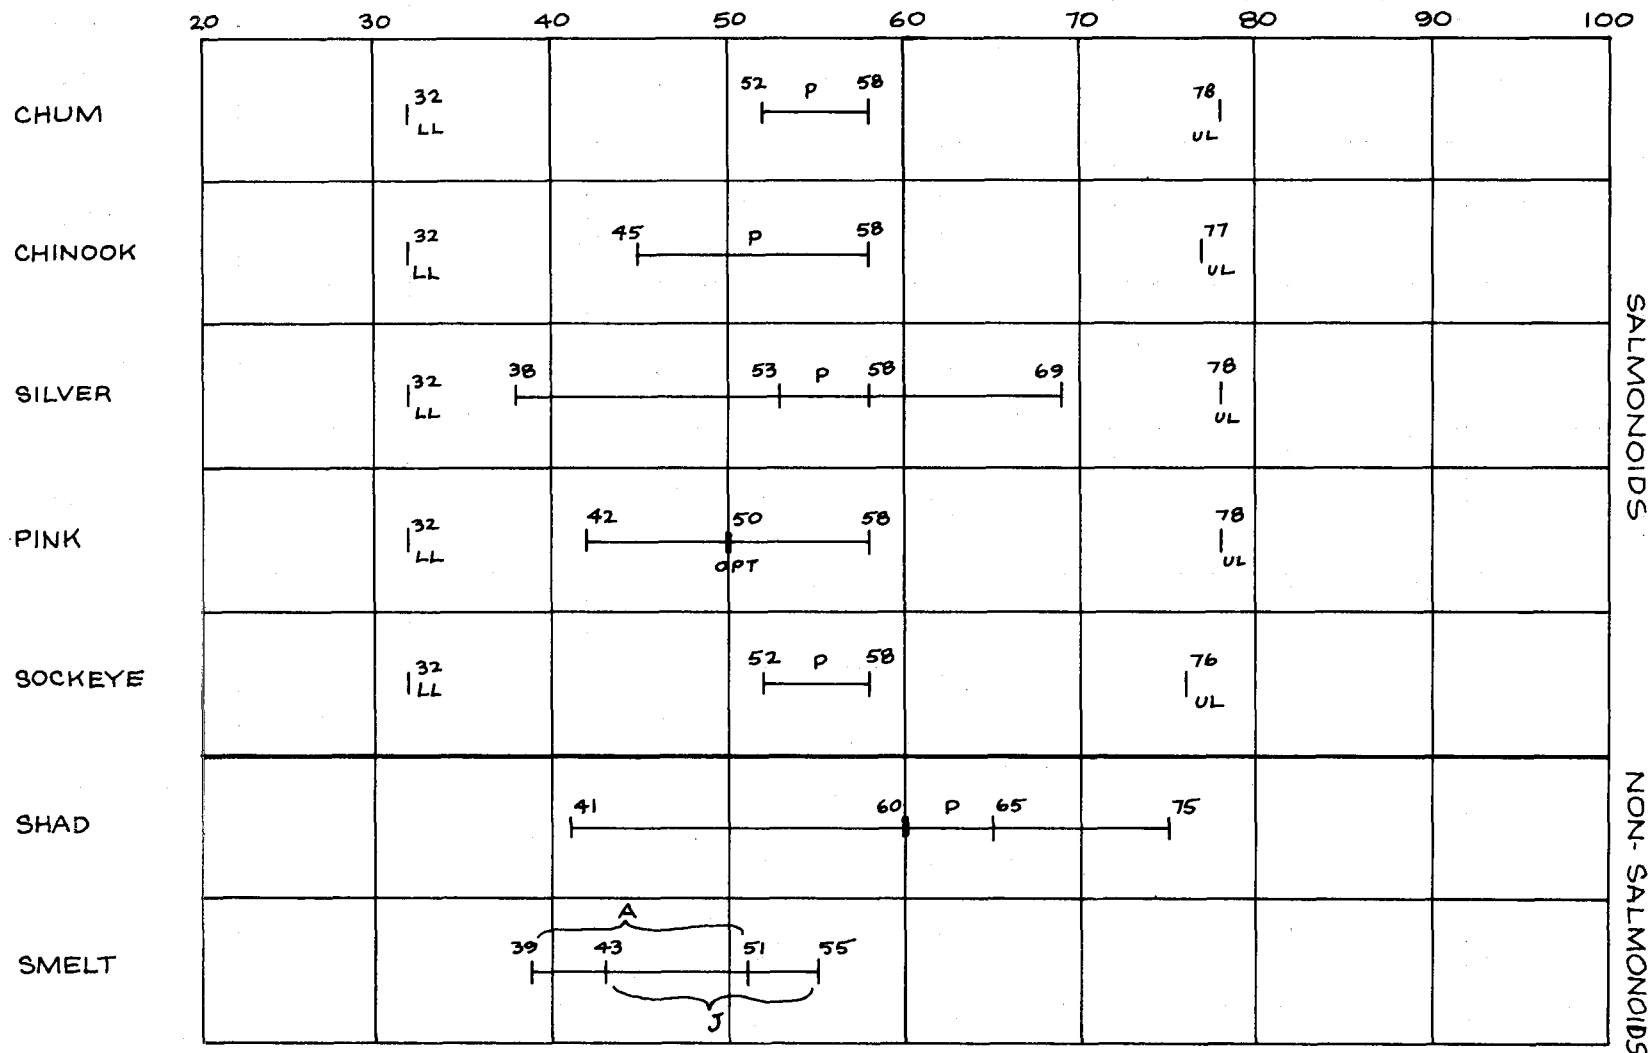 20 30 40 50 60 70 80 90 100
CHUM
32
LL
52 P 58
78
UL
CHINOOK
32
LL
45 P 58
77
UL
SILVER
32
LL
38 53 P 58 69
78
UL
PINK
32
LL
42 50 58
OPT
78
UL
SOCKEYE
32
LL
52 P 58
76
UL
SHAD
41 60 P 65 75
SMELT
A
39 43 51 55
J
SALMONOIDS
NON-SALMONOIDS